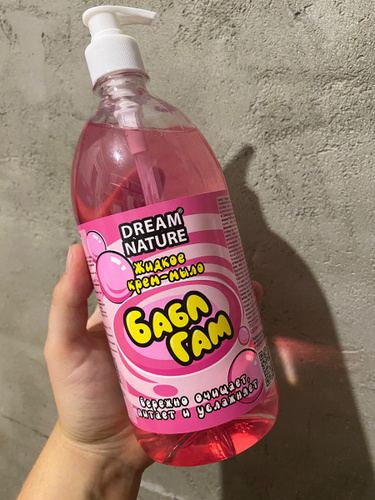 DREAM®
NATURE
Жидкое
крем-мыло
БАБЛ
ГАМ
Бережно очищает,
питает и увлажняет